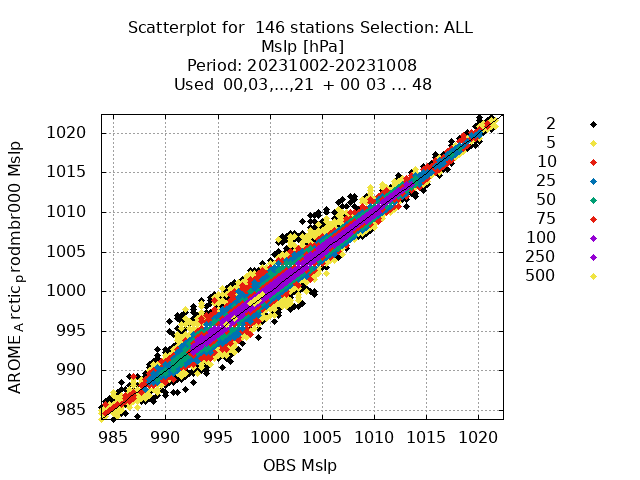 Scatterplot for  146 stations Selection: ALL
Mslp [hPa]
Period: 20231002-20231008
Used  00,03,...,21  + 00 03 ... 48
AROME_Arctic_prodmbr000 Mslp
1020
1015
1010
1005
1000
995
990
985
985 990 995 1000 1005 1010 1015 1020
OBS Mslp
2
5
10
25
50
75
100
250
500